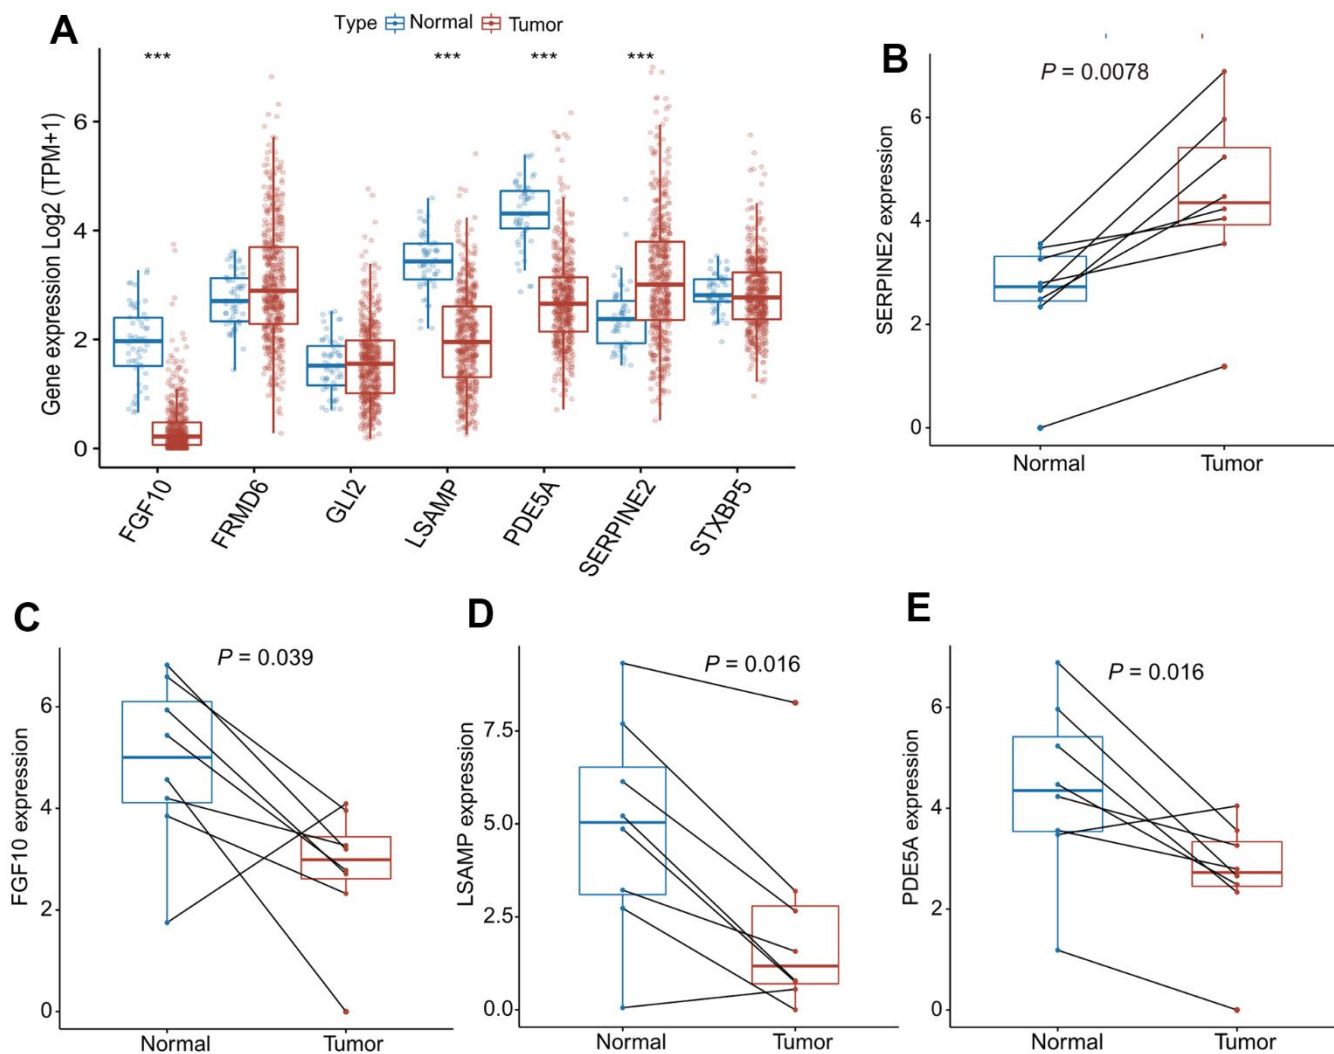 A
Type Normal Tumor
*** *** *** ***
Gene expression Log2 (TPM+1)
6
4
2
0
FGF10 FRMD6 GLI2 LSAMP PDE5A SERPINE2 STXBP5
B
P = 0.0078
SERPINE2 expression
6
4
2
0
Normal Tumor
C
P = 0.039
FGF10 expression
6
4
2
0
Normal Tumor
D
P = 0.016
LSAMP expression
7.5
5.0
2.5
0.0
Normal Tumor
E
P = 0.016
PDE5A expression
6
4
2
0
Normal Tumor